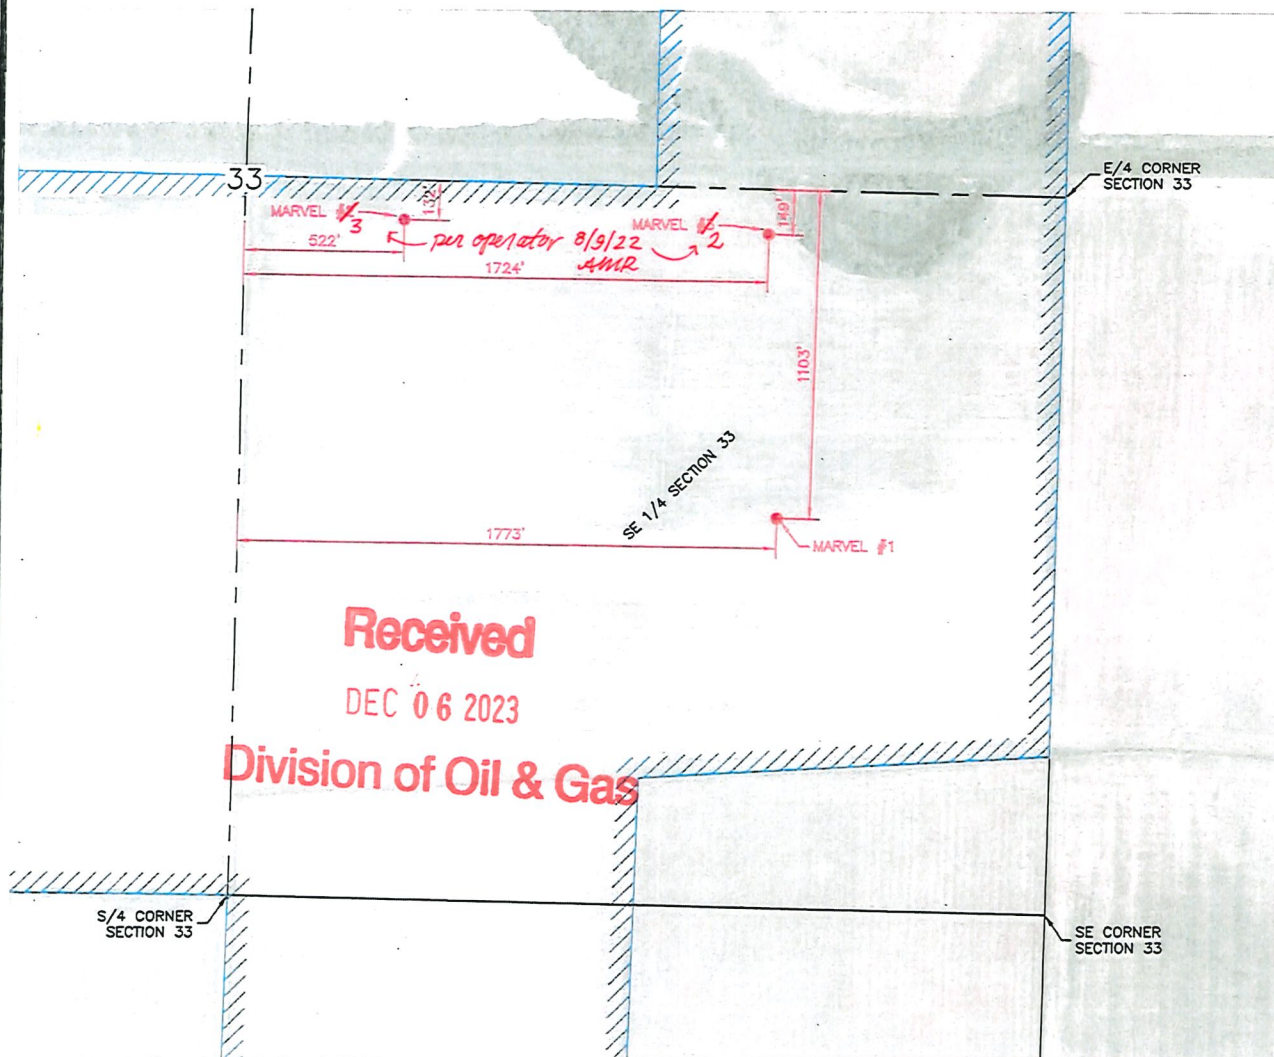 E/4 CORNER
SECTION 33
33
132'
149'
MARVEL #
3
MARVEL #
2
522'
per operator 8/9/22
AMR
1724'
1103'
SE 1/4 SECTION 33
1773'
MARVEL #1
Received
DEC 06 2023
Division of Oil & Gas
S/4 CORNER
SECTION 33
SE CORNER
SECTION 33